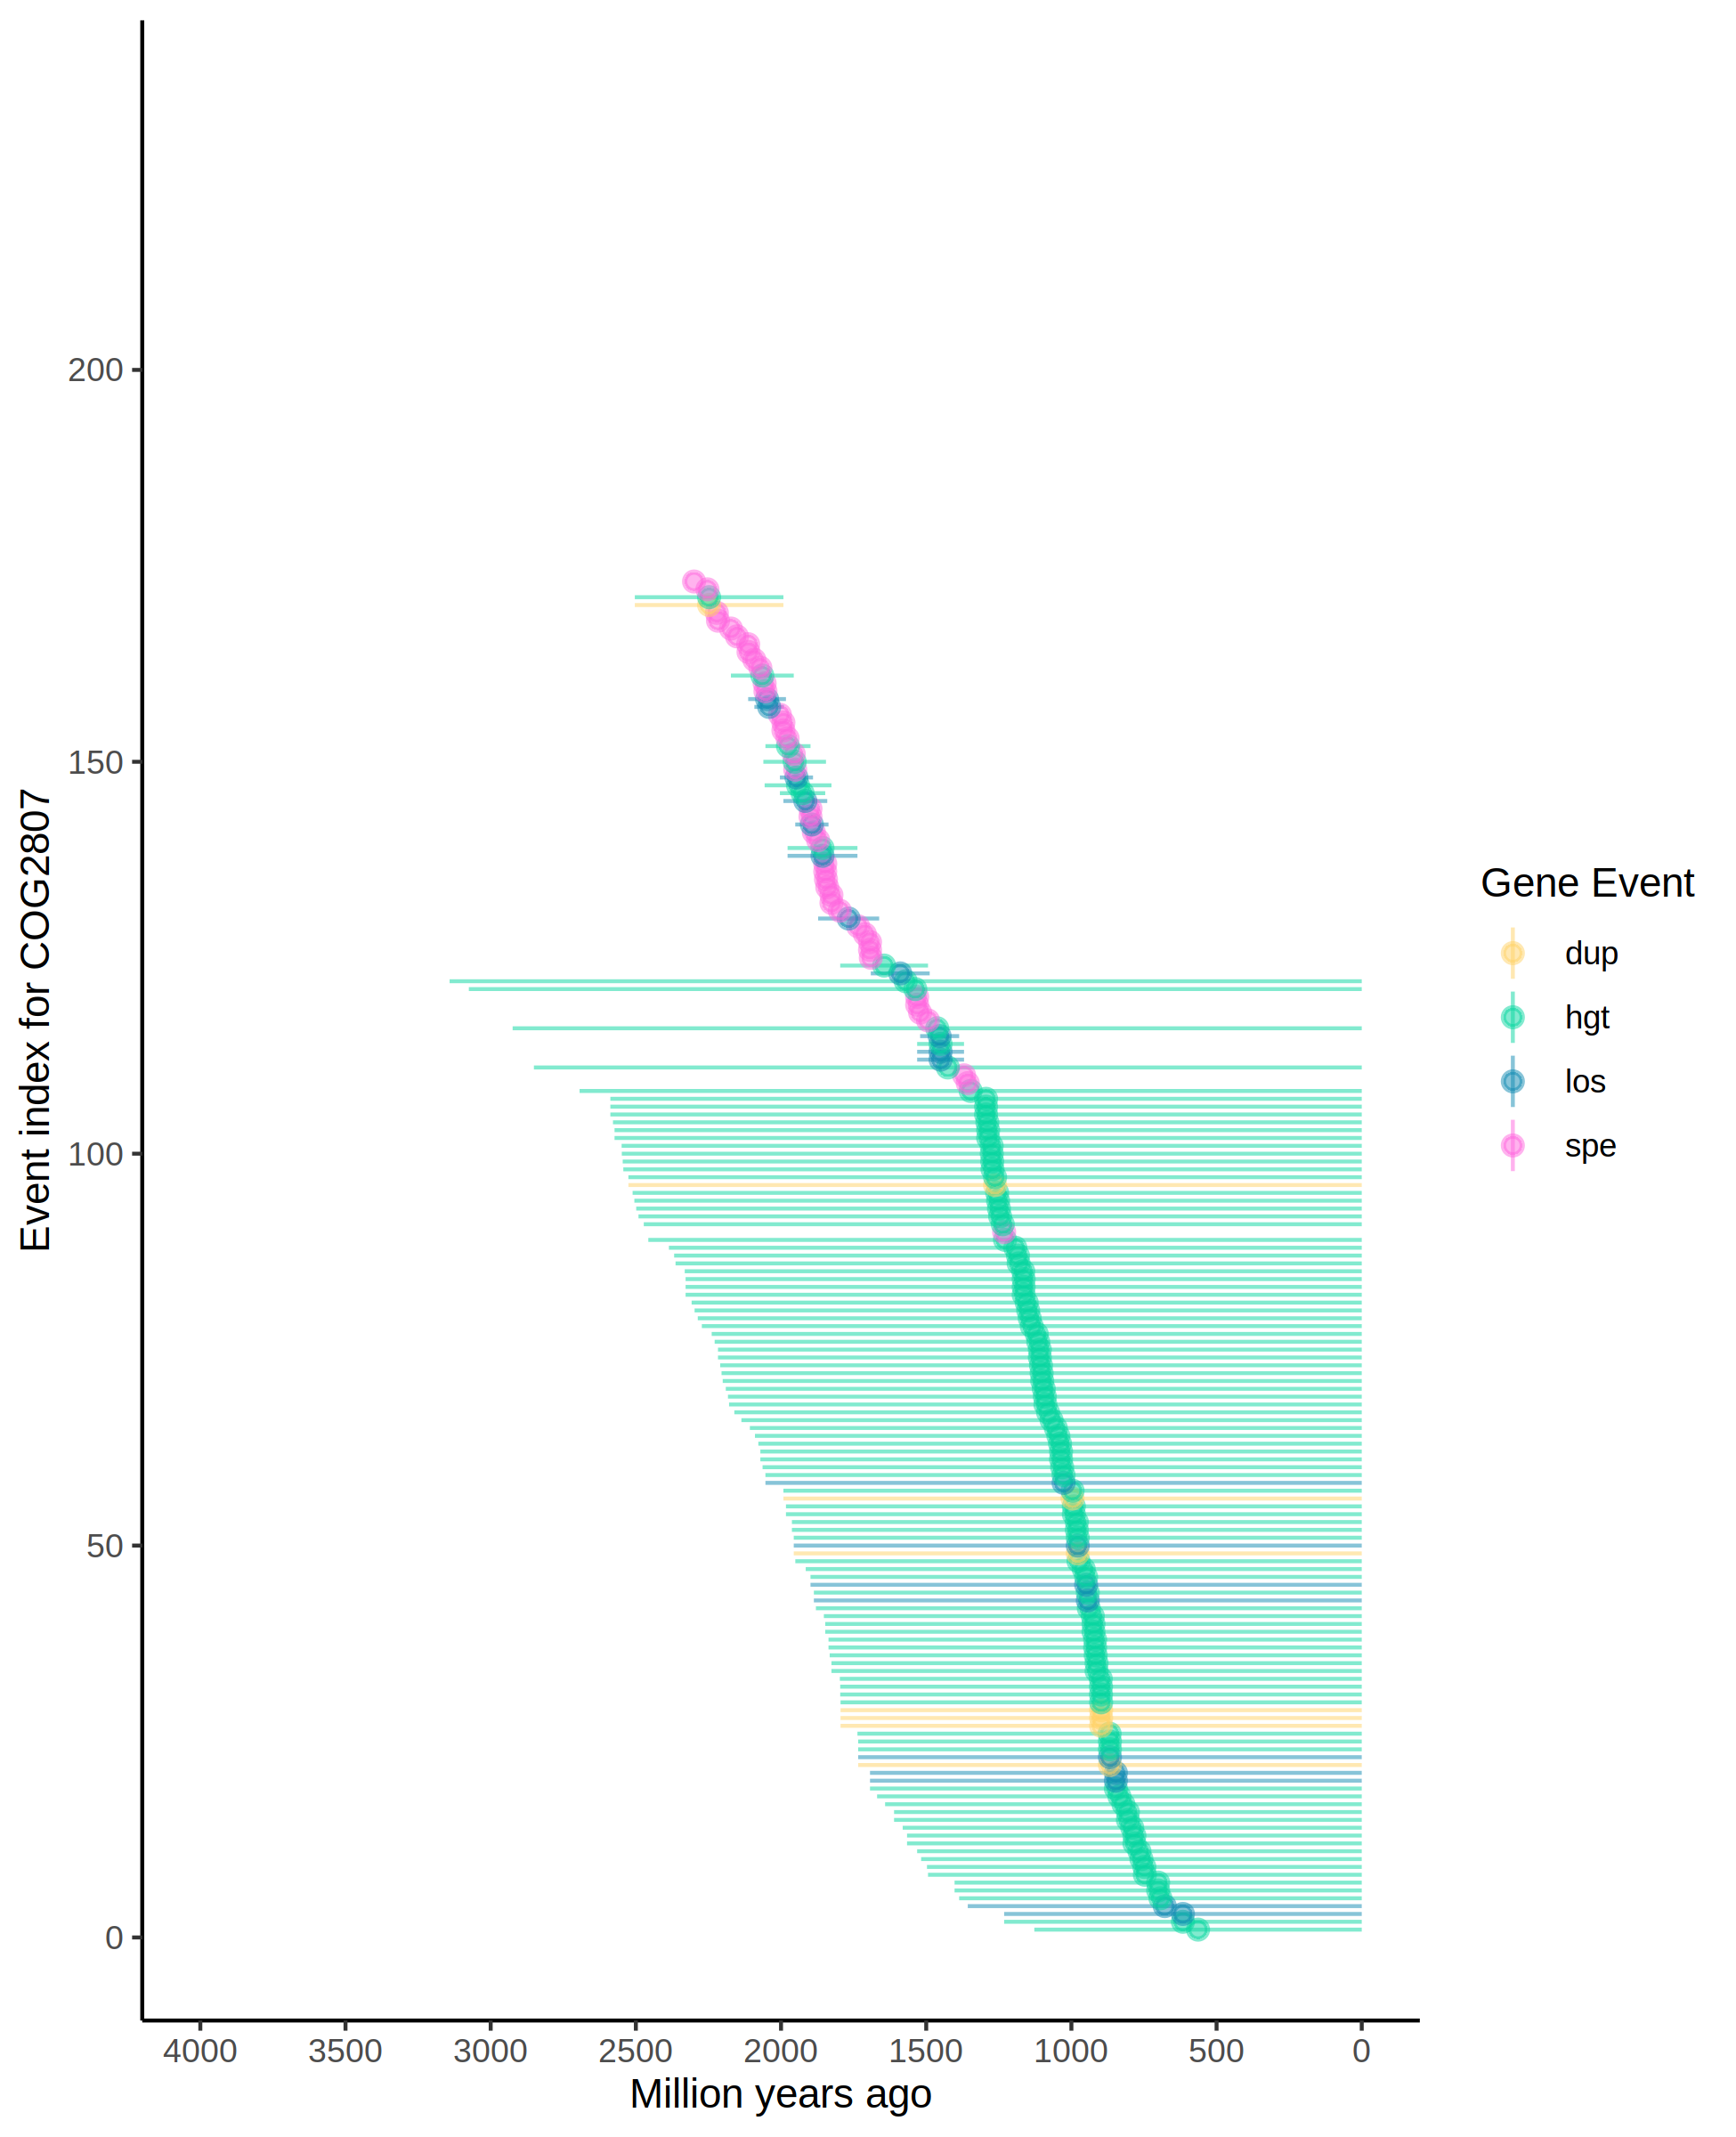 Event index for COG2807
200
150
100
50
0
4000 3500 3000 2500 2000 1500 1000 500 0
Million years ago
Gene Event
dup
hgt
los
spe